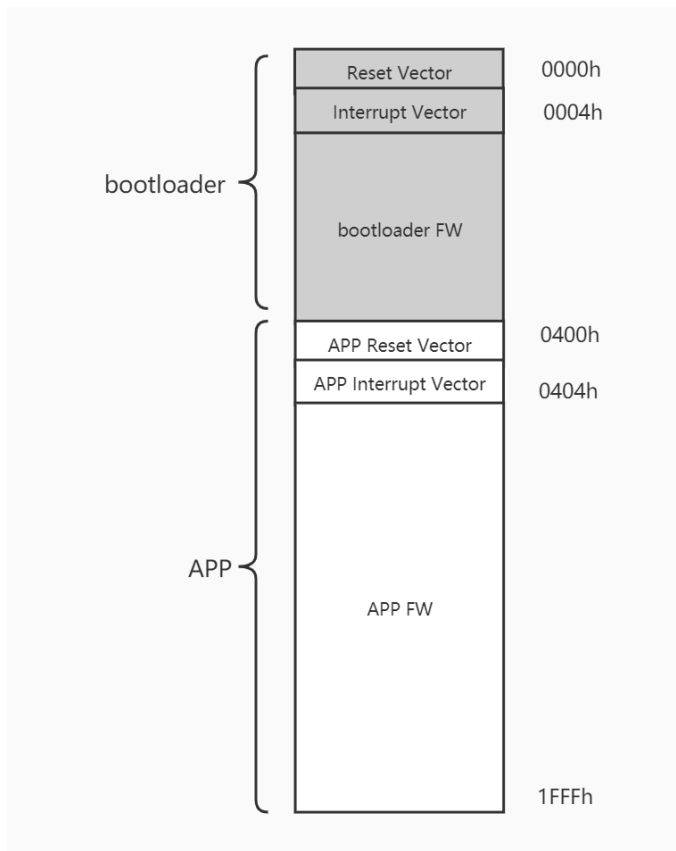 Reset Vector 0000h
Interrupt Vector 0004h
bootloader
bootloader FW
APP Reset Vector 0400h
APP Interrupt Vector 0404h
APP
APP FW
1FFFh